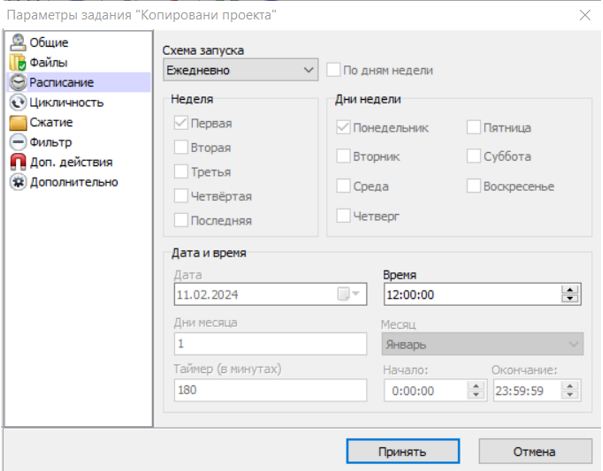 Параметры задания "Копировани проекта"
Общие
Файлы
Расписание
Цикличность
Сжатие
Фильтр
Доп. действия
Дополнительно
Схема запуска
Ежедневно
По дням недели
Неделя
Первая
Вторая
Третья
Четвёртая
Последняя
Дни недели
Понедельник
Пятница
Вторник
Суббота
Среда
Воскресенье
Четверг
Дата и время
Дата
Время
11.02.2024
12:00:00
Дни месяца
Месяц
1
Январь
Таймер (в минутах)
Начало:
Окончание:
180
0:00:00
23:59:59
Принять
Отмена